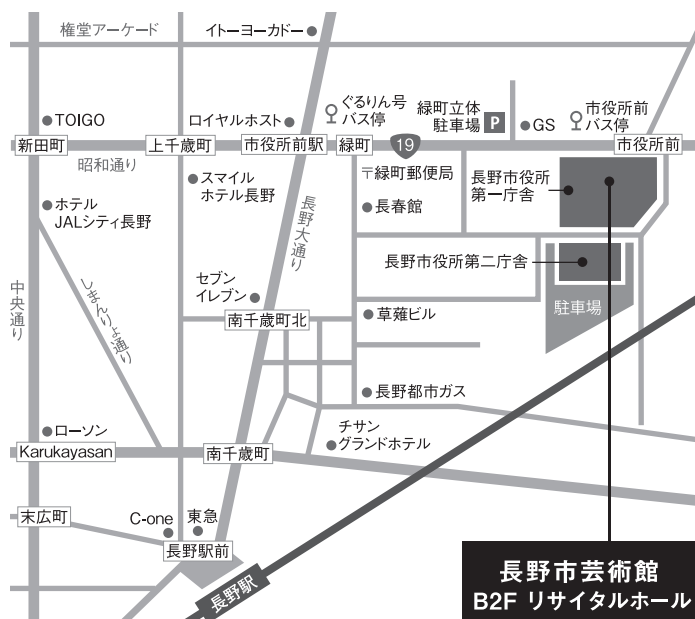 権堂アーケード
イトーヨーカドー
TOIGO
ロイヤルホスト
ぐるりん号
バス停
緑町立体
駐車場
P
GS
市役所前
バス停
新田町
上千歳町
市役所前駅
緑町
19
市役所前
昭和通り
スマイル
ホテル長野
〒緑町郵便局
長野市役所
第一庁舎
ホテル
JALシティ長野
長春館
長野大通り
長野市役所第二庁舎
中央通り
しまんりょ通り
セブン
イレブン
駐車場
南千歳町北
草薙ビル
長野都市ガス
ローソン
チサン
グランドホテル
Karukayasan
南千歳町
末広町
C-one
東急
長野駅前
長野駅
長野市芸術館
B2F リサイタルホール